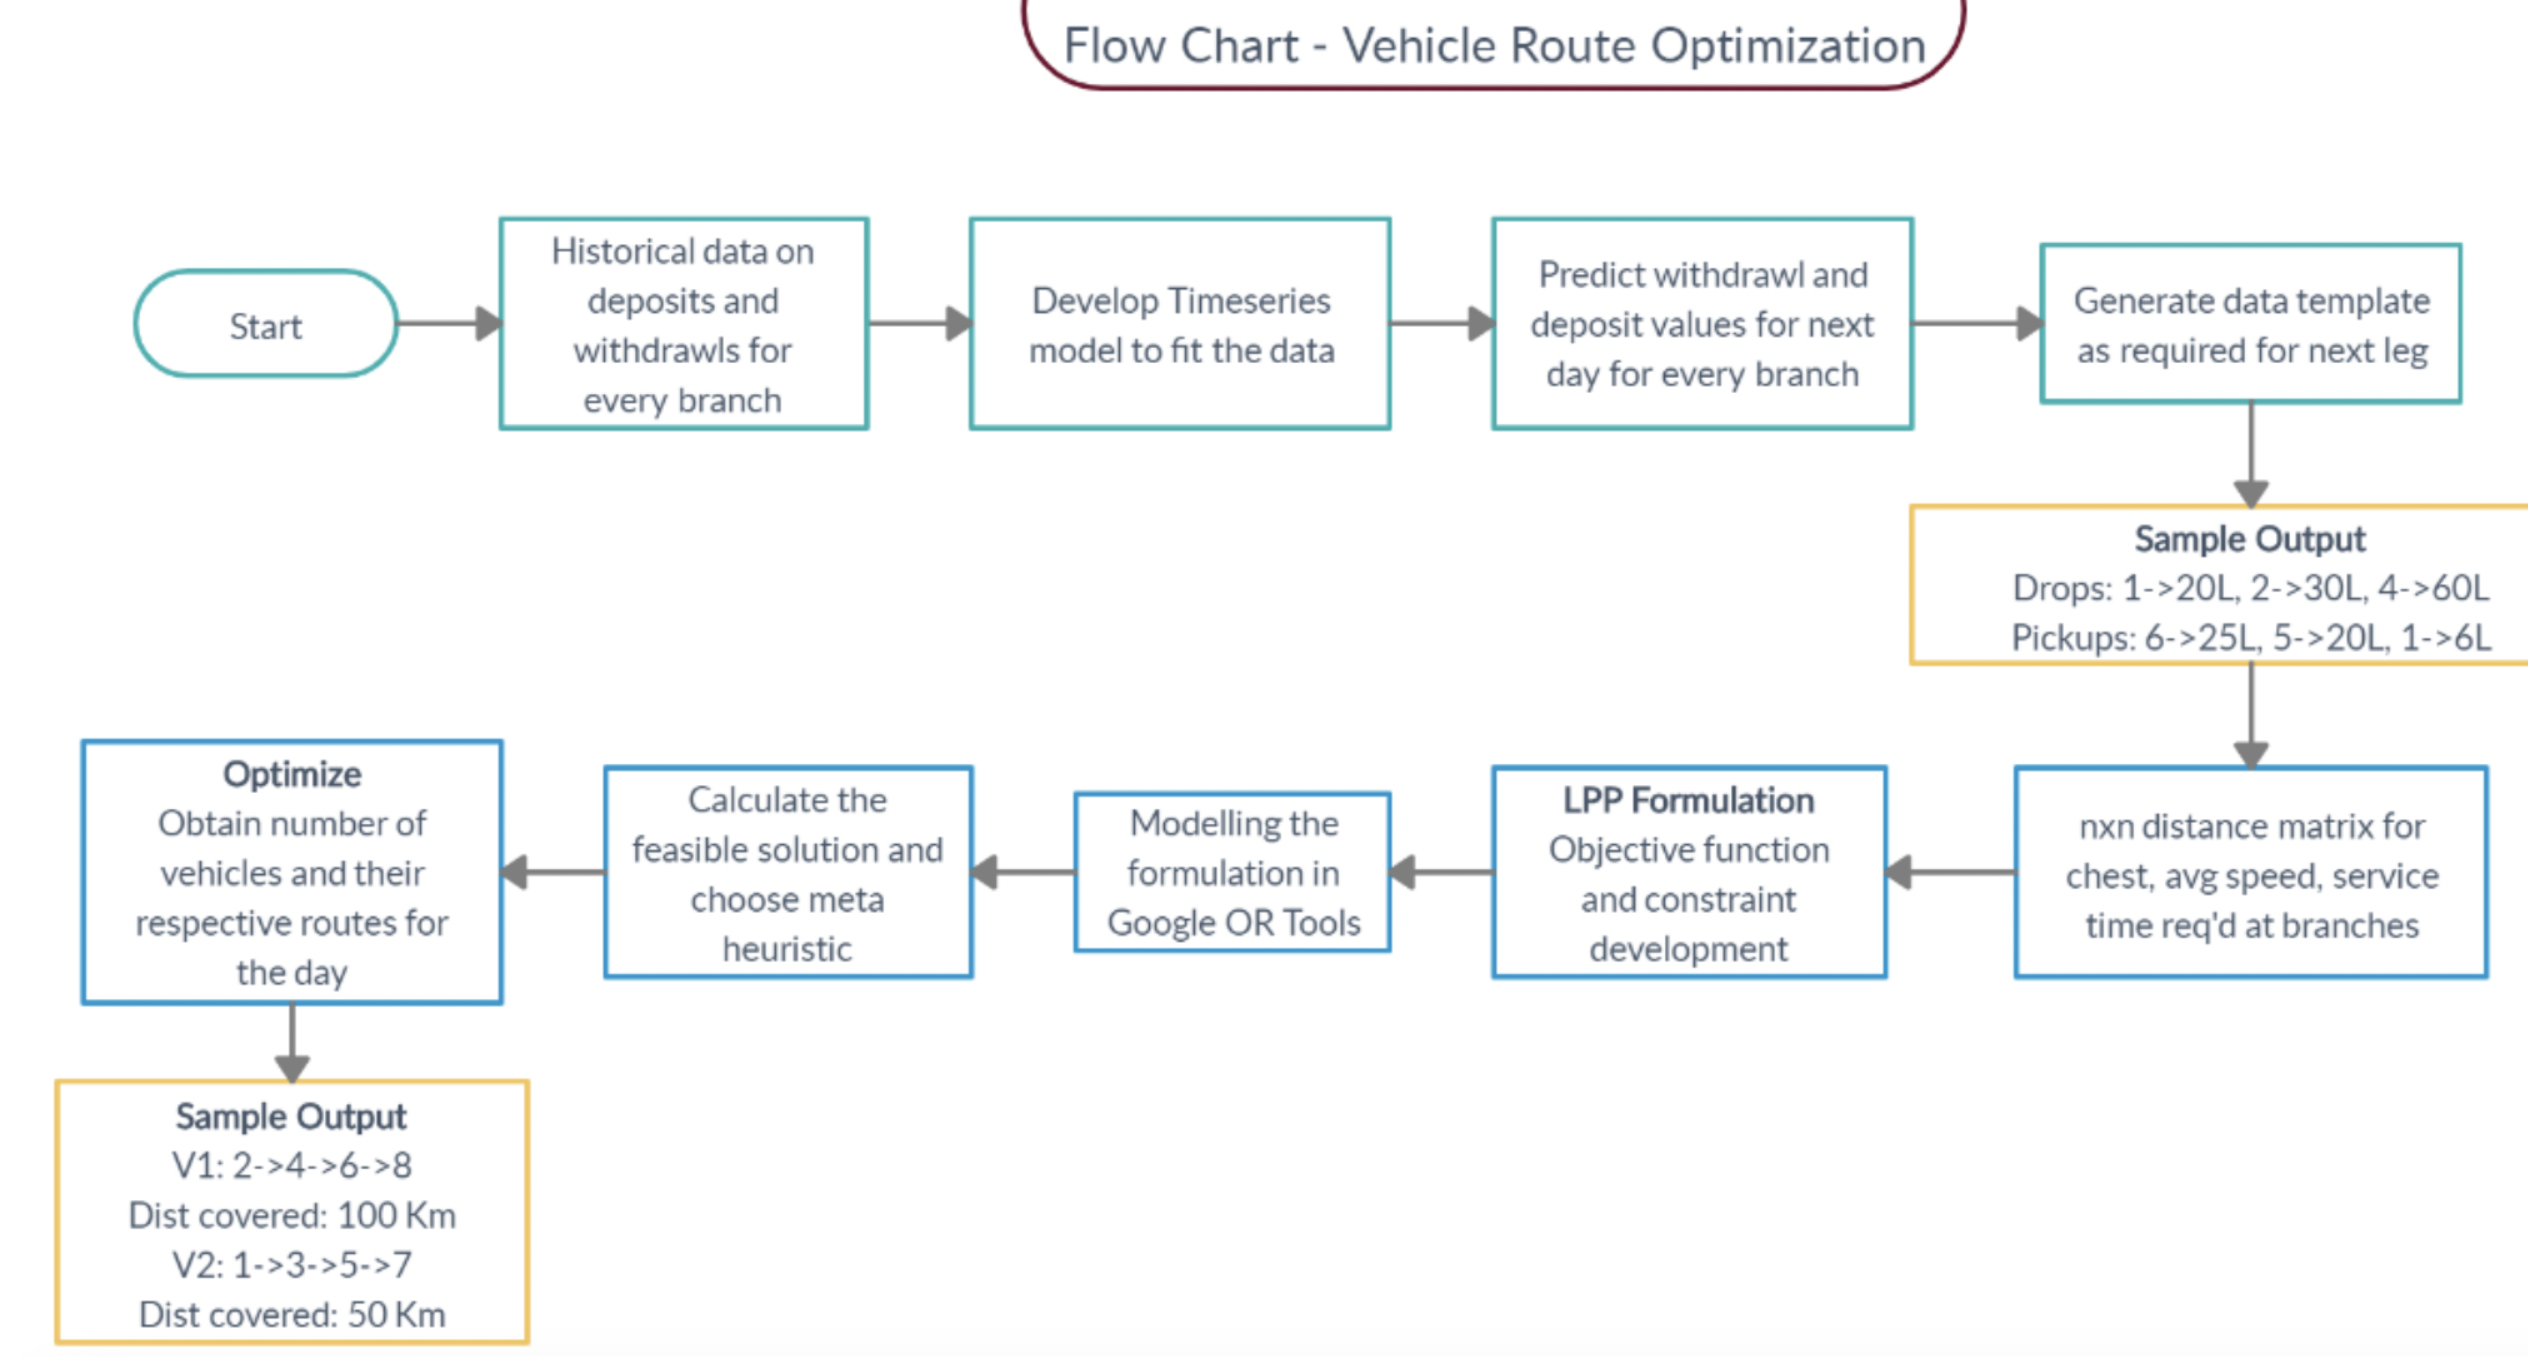 Flow Chart - Vehicle Route Optimization
Start
Historical data on
deposits and
withdrawls for
every branch
Develop Timeseries
model to fit the data
Predict withdrawl and
deposit values for next
day for every branch
Generate data template
as required for next leg
Sample Output
Drops: 1->20L, 2->30L, 4->60L
Pickups: 6->25L, 5->20L, 1->6L
nxn distance matrix for
chest, avg speed, service
time req'd at branches
LPP Formulation
Objective function
and constraint
development
Modelling the
formulation in
Google OR Tools
Calculate the
feasible solution and
choose meta
heuristic
Optimize
Obtain number of
vehicles and their
respective routes for
the day
Sample Output
V1: 2->4->6->8
Dist covered: 100 Km
V2: 1->3->5->7
Dist covered: 50 Km